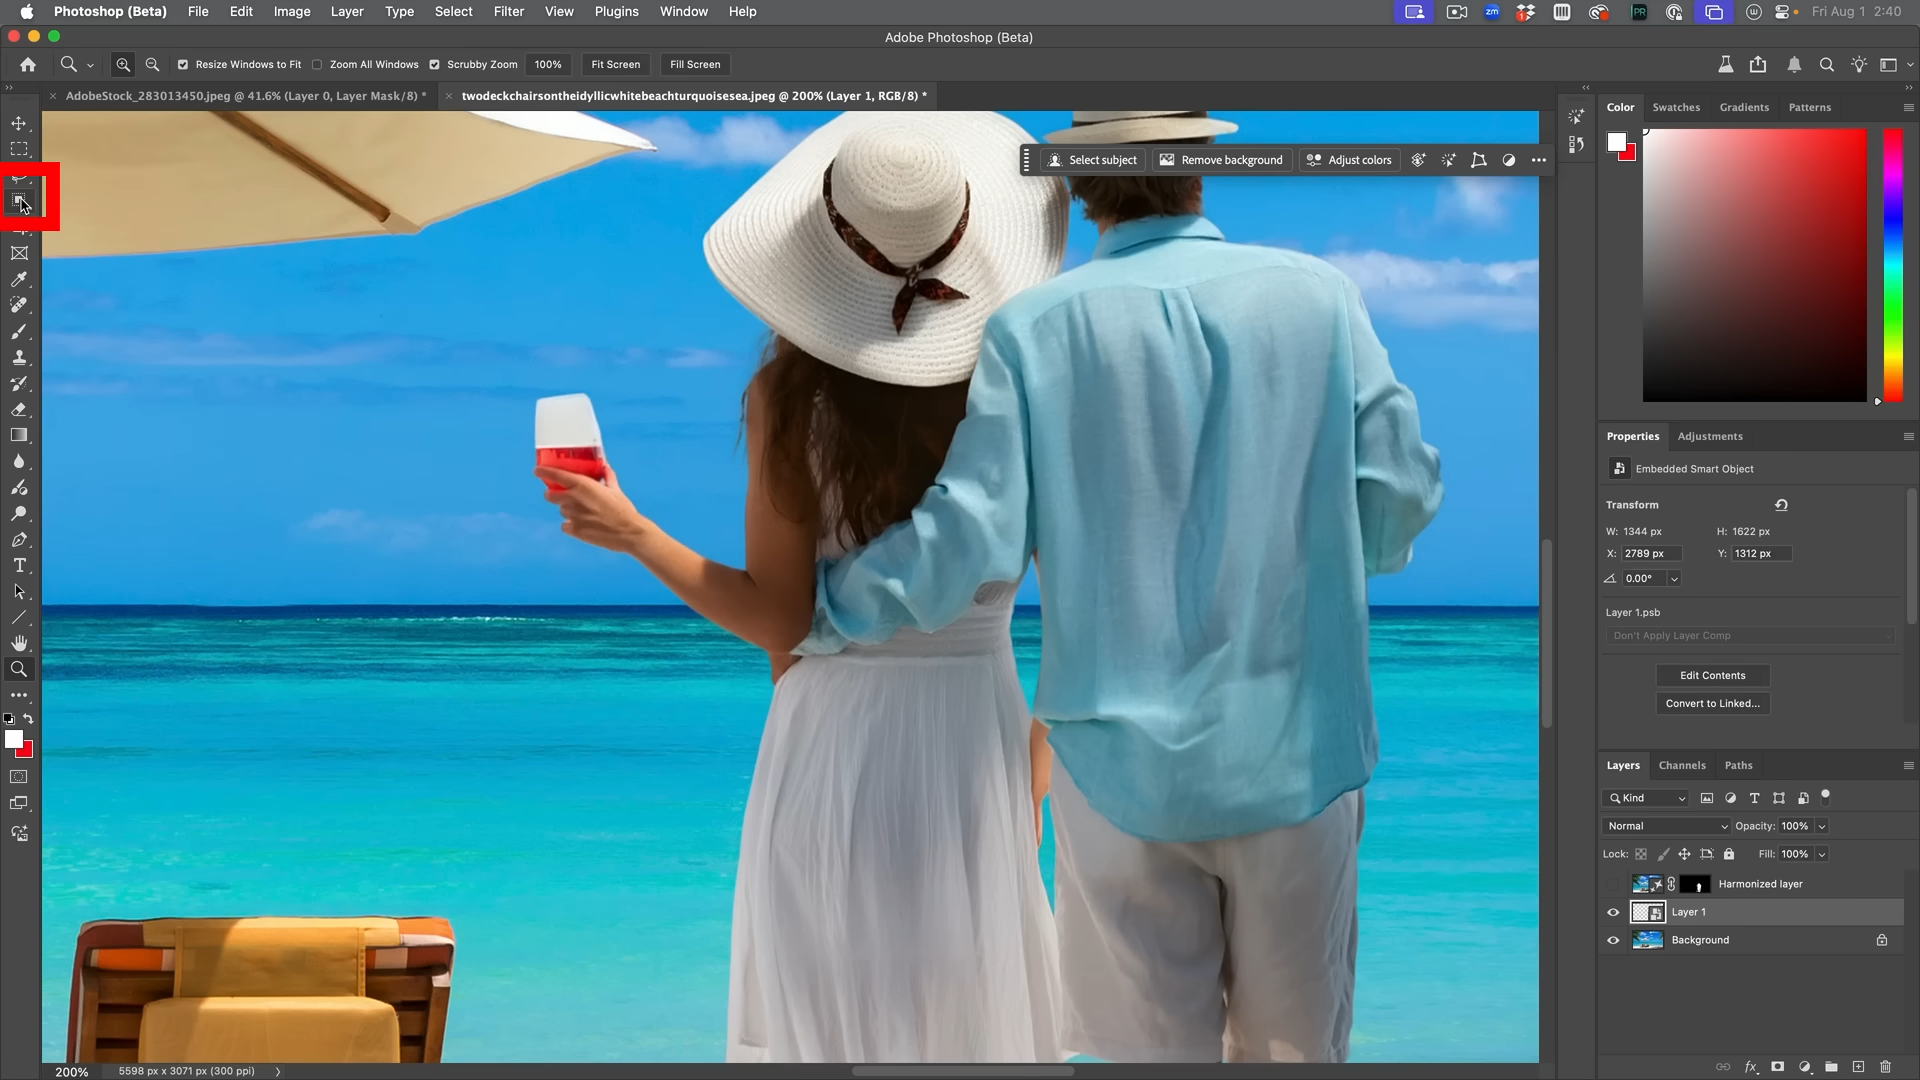 Photoshop (Beta) File Edit Image Layer Type Select Filter View Plugins Window Help zm 1 PR Fri Aug 1 2:40
Adobe Photoshop (Beta)
Resize Windows to Fit Zoom All Windows Scrubby Zoom 100% Fit Screen Fill Screen
AdobeStock_283013450.jpeg @ 41.6% (Layer 0, Layer Mask/8) * twodeckchairsontheidyllicwhitebeachturquoisesea.jpeg @ 200% (Layer 1, RGB/8) *
Color Swatches Gradients Patterns
Select subject Remove background Adjust colors
Properties Adjustments
Embedded Smart Object
Transform
W: 1344 px H: 1622 px
X: 2789 px Y: 1312 px
0.00°
Layer 1.psb
Don't Apply Layer Comp
Edit Contents
Convert to Linked...
Layers Channels Paths
Kind
Normal Opacity: 100%
Lock: Fill: 100%
Harmonized layer
Layer 1
Background
200% 5598 px x 3071 px (300 ppi)